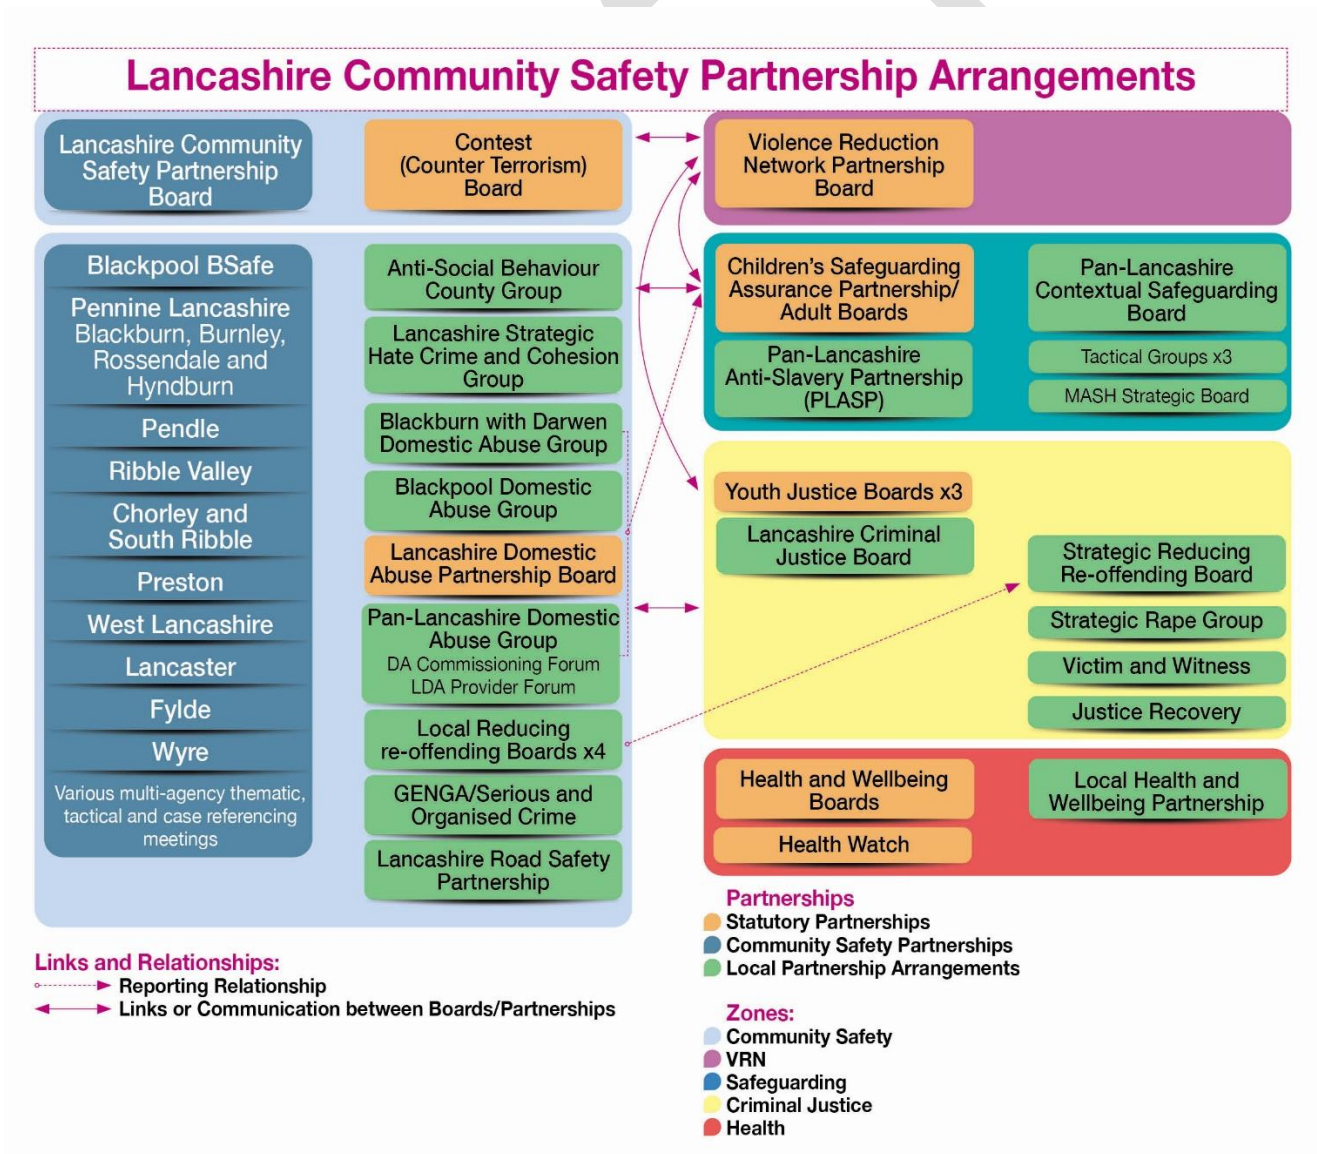 Lancashire Community Safety Partnership Arrangements
Lancashire Community
Safety Partnership
Board
Contest
(Counter Terrorism)
Board
Violence Reduction
Network Partnership
Board
Blackpool BSafe
Pennine Lancashire
Blackburn, Burnley,
Rossendale and
Hyndburn
Pendle
Ribble Valley
Chorley and
South Ribble
Preston
West Lancashire
Lancaster
Fylde
Wyre
Various multi-agency thematic,
tactical and case referencing
meetings
Anti-Social Behaviour
County Group
Lancashire Strategic
Hate Crime and Cohesion
Group
Blackburn with Darwen
Domestic Abuse Group
Blackpool Domestic
Abuse Group
Lancashire Domestic
Abuse Partnership Board
Pan-Lancashire Domestic
Abuse Group
DA Commissioning Forum
LDA Provider Forum
Local Reducing
re-offending Boards x4
GENGA/Serious and
Organised Crime
Lancashire Road Safety
Partnership
Children's Safeguarding
Assurance Partnership/
Adult Boards
Pan-Lancashire
Anti-Slavery Partnership
(PLASP)
Pan-Lancashire
Contextual Safeguarding
Board
Tactical Groups x3
MASH Strategic Board
Youth Justice Boards x3
Lancashire Criminal
Justice Board
Strategic Reducing
Re-offending Board
Strategic Rape Group
Victim and Witness
Justice Recovery
Health and Wellbeing
Boards
Health Watch
Local Health and
Wellbeing Partnership
Links and Relationships:
Reporting Relationship
Links or Communication between Boards/Partnerships
Partnerships
Statutory Partnerships
Community Safety Partnerships
Local Partnership Arrangements
Zones:
Community Safety
VRN
Safeguarding
Criminal Justice
Health